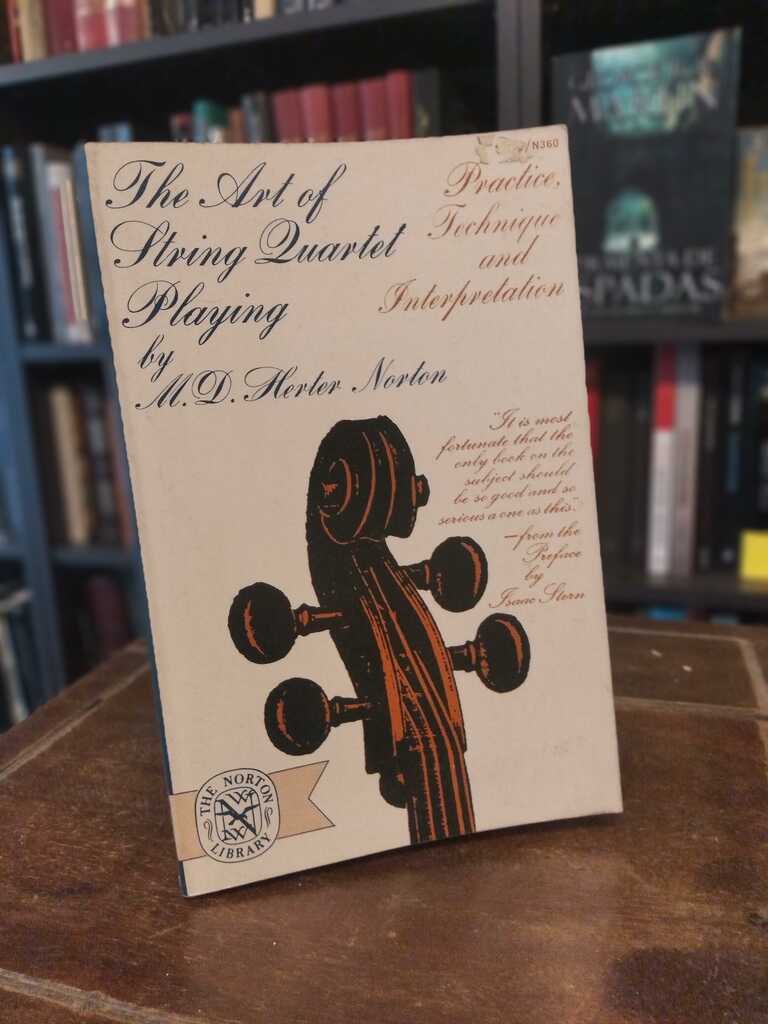 The Art of
String Quartet
Playing
by
M. D. Herter Norton
/N360
Practice,
Technique
and
Interpretation
"It is most
fortunate that the
only book on the
subject should
be so good and so
serious a one as this."
—from the
Preface
by
Isaac Stern
THE NORTON
LIBRARY
MARTIN
DE